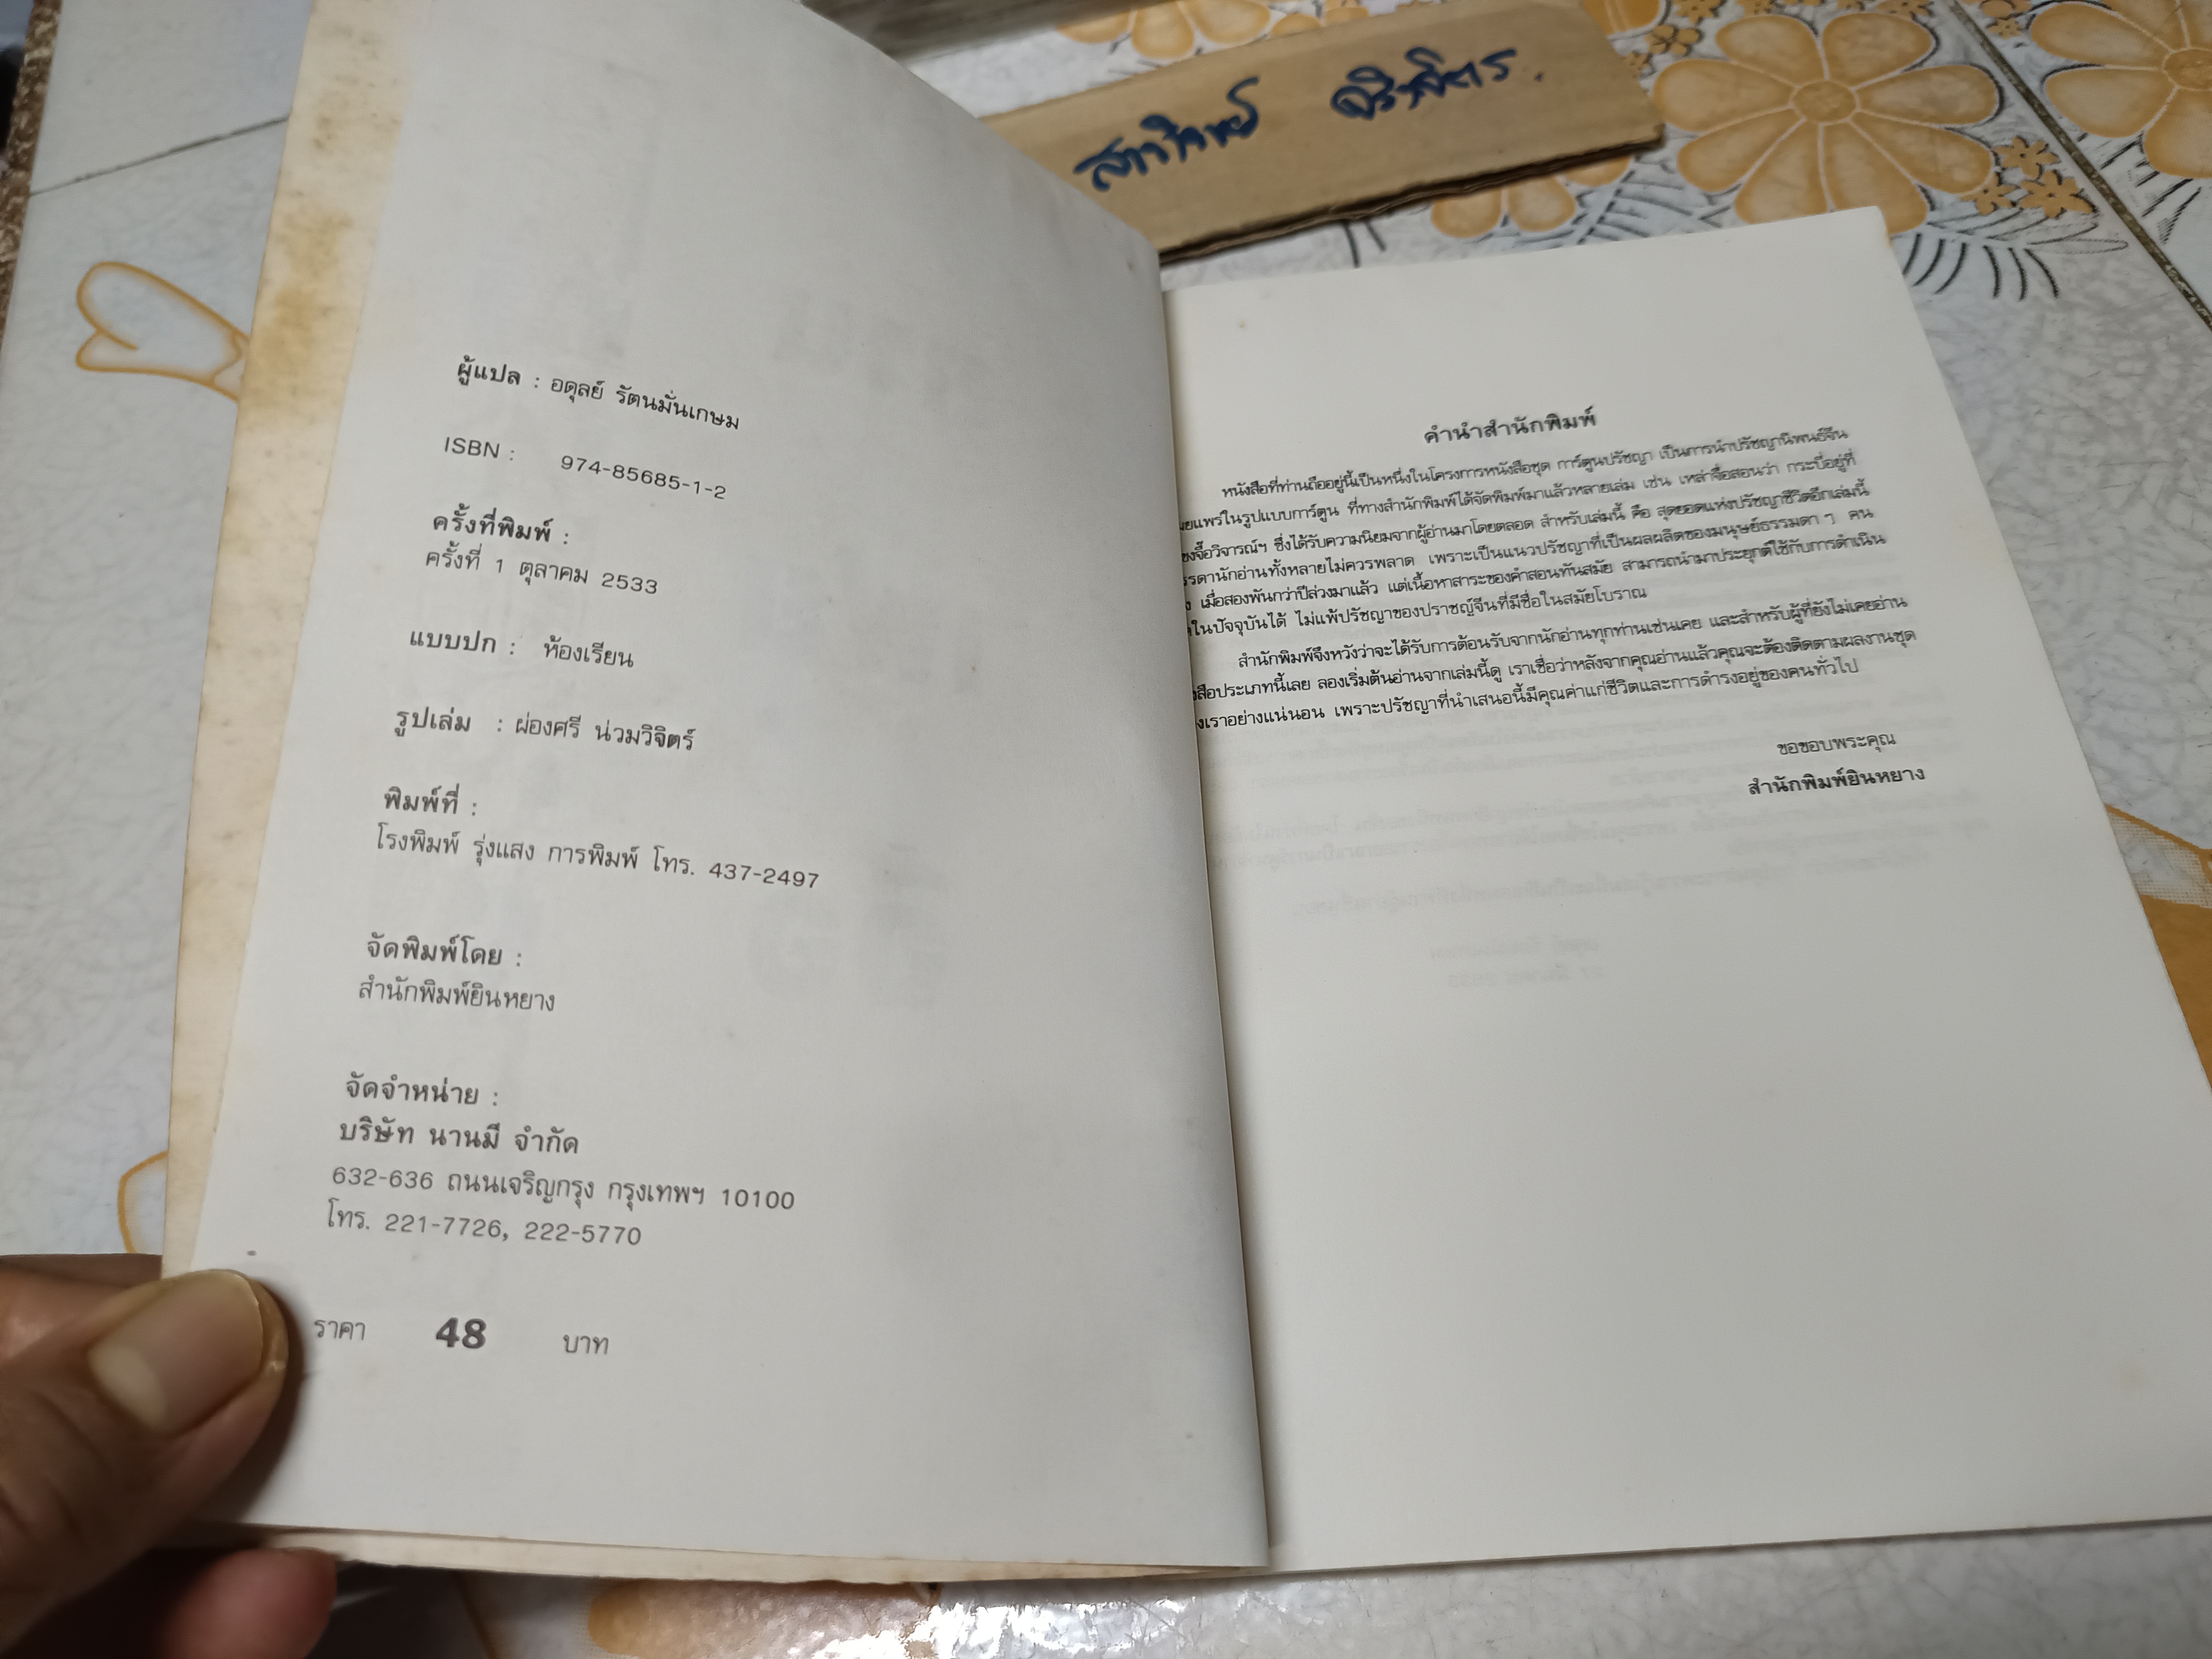 ผู้แปล : อดุลย์ รัตนมั่นเกษม
ISBN : 974-85685-1-2
ครั้งที่พิมพ์ :
ครั้งที่ 1 ตุลาคม 2533
แบบปก : ห้องเรียน
รูปเล่ม : ผ่องศรี น่วมวิจิตร์
พิมพ์ที่ :
โรงพิมพ์ รุ่งแสง การพิมพ์ โทร. 437-2497
จัดพิมพ์โดย :
สำนักพิมพ์ยินหยาง
จัดจำหน่าย :
บริษัท นานมี จำกัด
632-636 ถนนเจริญกรุง กรุงเทพฯ 10100
โทร. 221-7726, 222-5770
ราคา 48 บาท
คำนำสำนักพิมพ์
หนังสือที่ท่านถืออยู่นี้เป็นหนึ่งในโครงการหนังสือชุด การ์ตูนปรัชญา เป็นการนำปรัชญานิพนธ์จีน
ผยแพร่ในรูปแบบการ์ตูน ที่ทางสำนักพิมพ์ได้จัดพิมพ์มาแล้วหลายเล่ม เช่น เหล่าจื๊อสอนว่า กระบี่อยู่ที่
ซึ่งได้รับความนิยมจากผู้อ่านมาโดยตลอด สำหรับเล่มนี้ คือ สุดยอดแห่งปรัชญาชีวิตอีกเล่มนี้
รรดานักอ่านทั้งหลายไม่ควรพลาด เพราะเป็นแนวปรัชญาที่เป็นผลผลิตของมนุษย์ธรรมดา ๆ คน
ง เมื่อสองพันกว่าปีล่วงมาแล้ว แต่เนื้อหาสาระของคำสอนทันสมัย สามารถนำมาประยุกต์ใช้กับการดำเนิน
ในปัจจุบันได้ ไม่แพ้ปรัชญาของปราชญ์จีนที่มีชื่อในสมัยโบราณ
สำนักพิมพ์จึงหวังว่าจะได้รับการต้อนรับจากนักอ่านทุกท่านเช่นเคย และสำหรับผู้ที่ยังไม่เคยอ่าน
งสือประเภทนี้เลย ลองเริ่มต้นอ่านจากเล่มนี้ดู เราเชื่อว่าหลังจากคุณอ่านแล้วคุณจะต้องติดตามผลงานชุด
งเราอย่างแน่นอน เพราะปรัชญาที่นำเสนอนี้มีคุณค่าแก่ชีวิตและการดำรงอยู่ของคนทั่วไป
ขอขอบพระคุณ
สำนักพิมพ์ยินหยาง